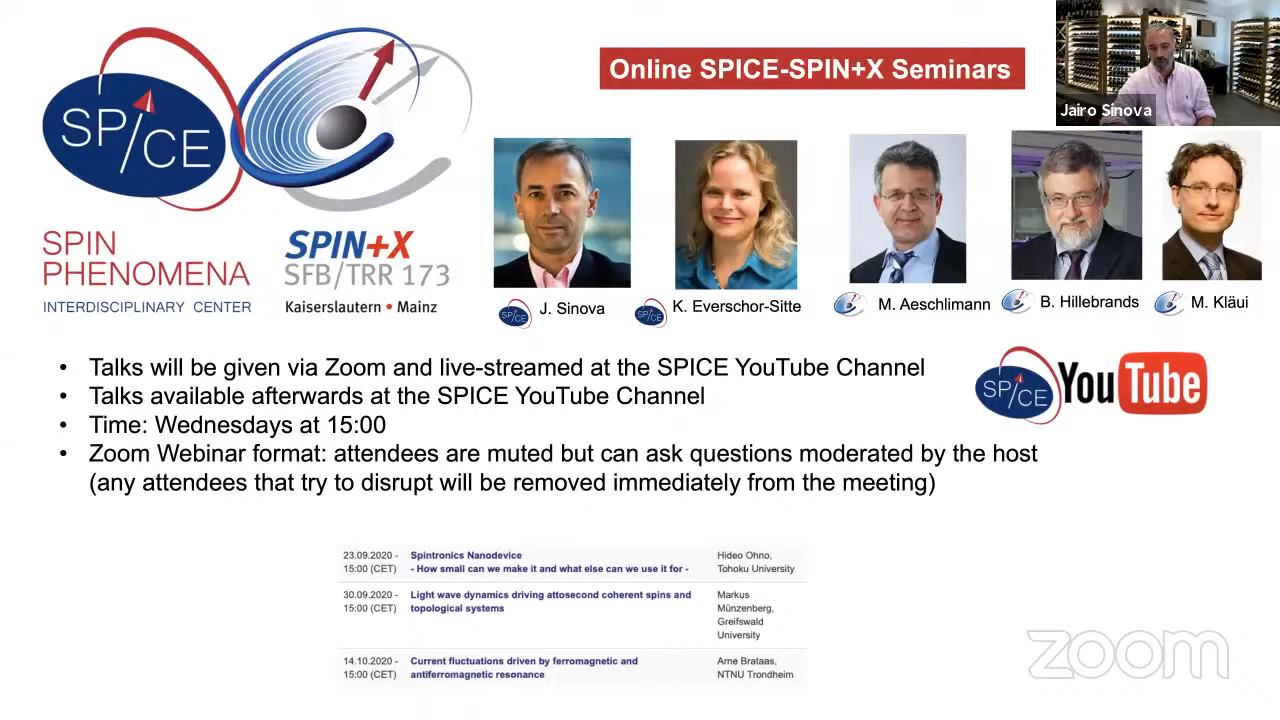 Online SPICE-SPIN+X Seminars
Jairo Sinova
SP/CE
SPIN
PHENOMENA
INTERDISCIPLINARY CENTER
SPIN+X
SFB/TRR 173
Kaiserslautern • Mainz
SP/CE
J. Sinova
SP/CE
K. Everschor-Sitte
M. Aeschlimann
B. Hillebrands
M. Kläui
• Talks will be given via Zoom and live-streamed at the SPICE YouTube Channel
• Talks available afterwards at the SPICE YouTube Channel
• Time: Wednesdays at 15:00
• Zoom Webinar format: attendees are muted but can ask questions moderated by the host
(any attendees that try to disrupt will be removed immediately from the meeting)
SP/CE
YouTube
23.09.2020 - Spintronics Nanodevice Hideo Ohno,
15:00 (CET) - How small can we make it and what else can we use it for - Tohoku University
30.09.2020 - Light wave dynamics driving attosecond coherent spins and Markus
15:00 (CET) topological systems Münzenberg,
Greifswald
University
14.10.2020 - Current fluctuations driven by ferromagnetic and Arne Brataas,
15:00 (CET) antiferromagnetic resonance NTNU Trondheim
zoom